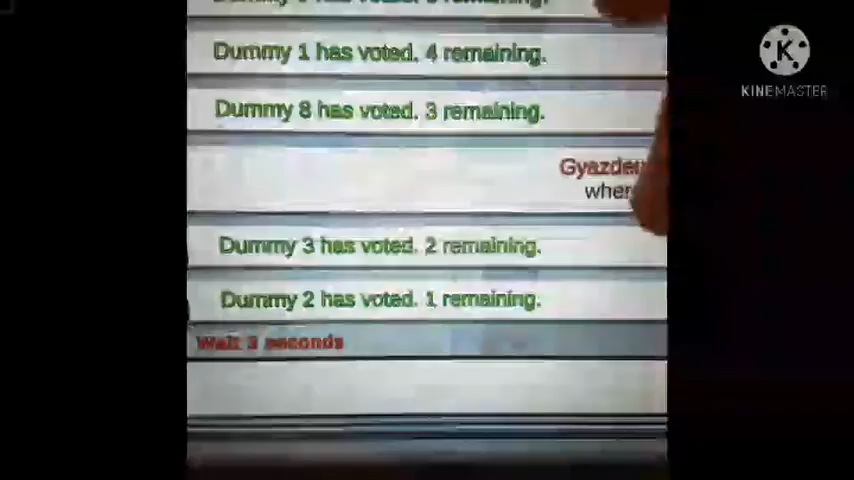 Dummy 1 has voted. 4 remaining.
Dummy 8 has voted. 3 remaining.
wher
Dummy 3 has voted. 2 remaining.
Dummy 2 has voted. 1 remaining.
Wait 3 seconds
KINEMASTER